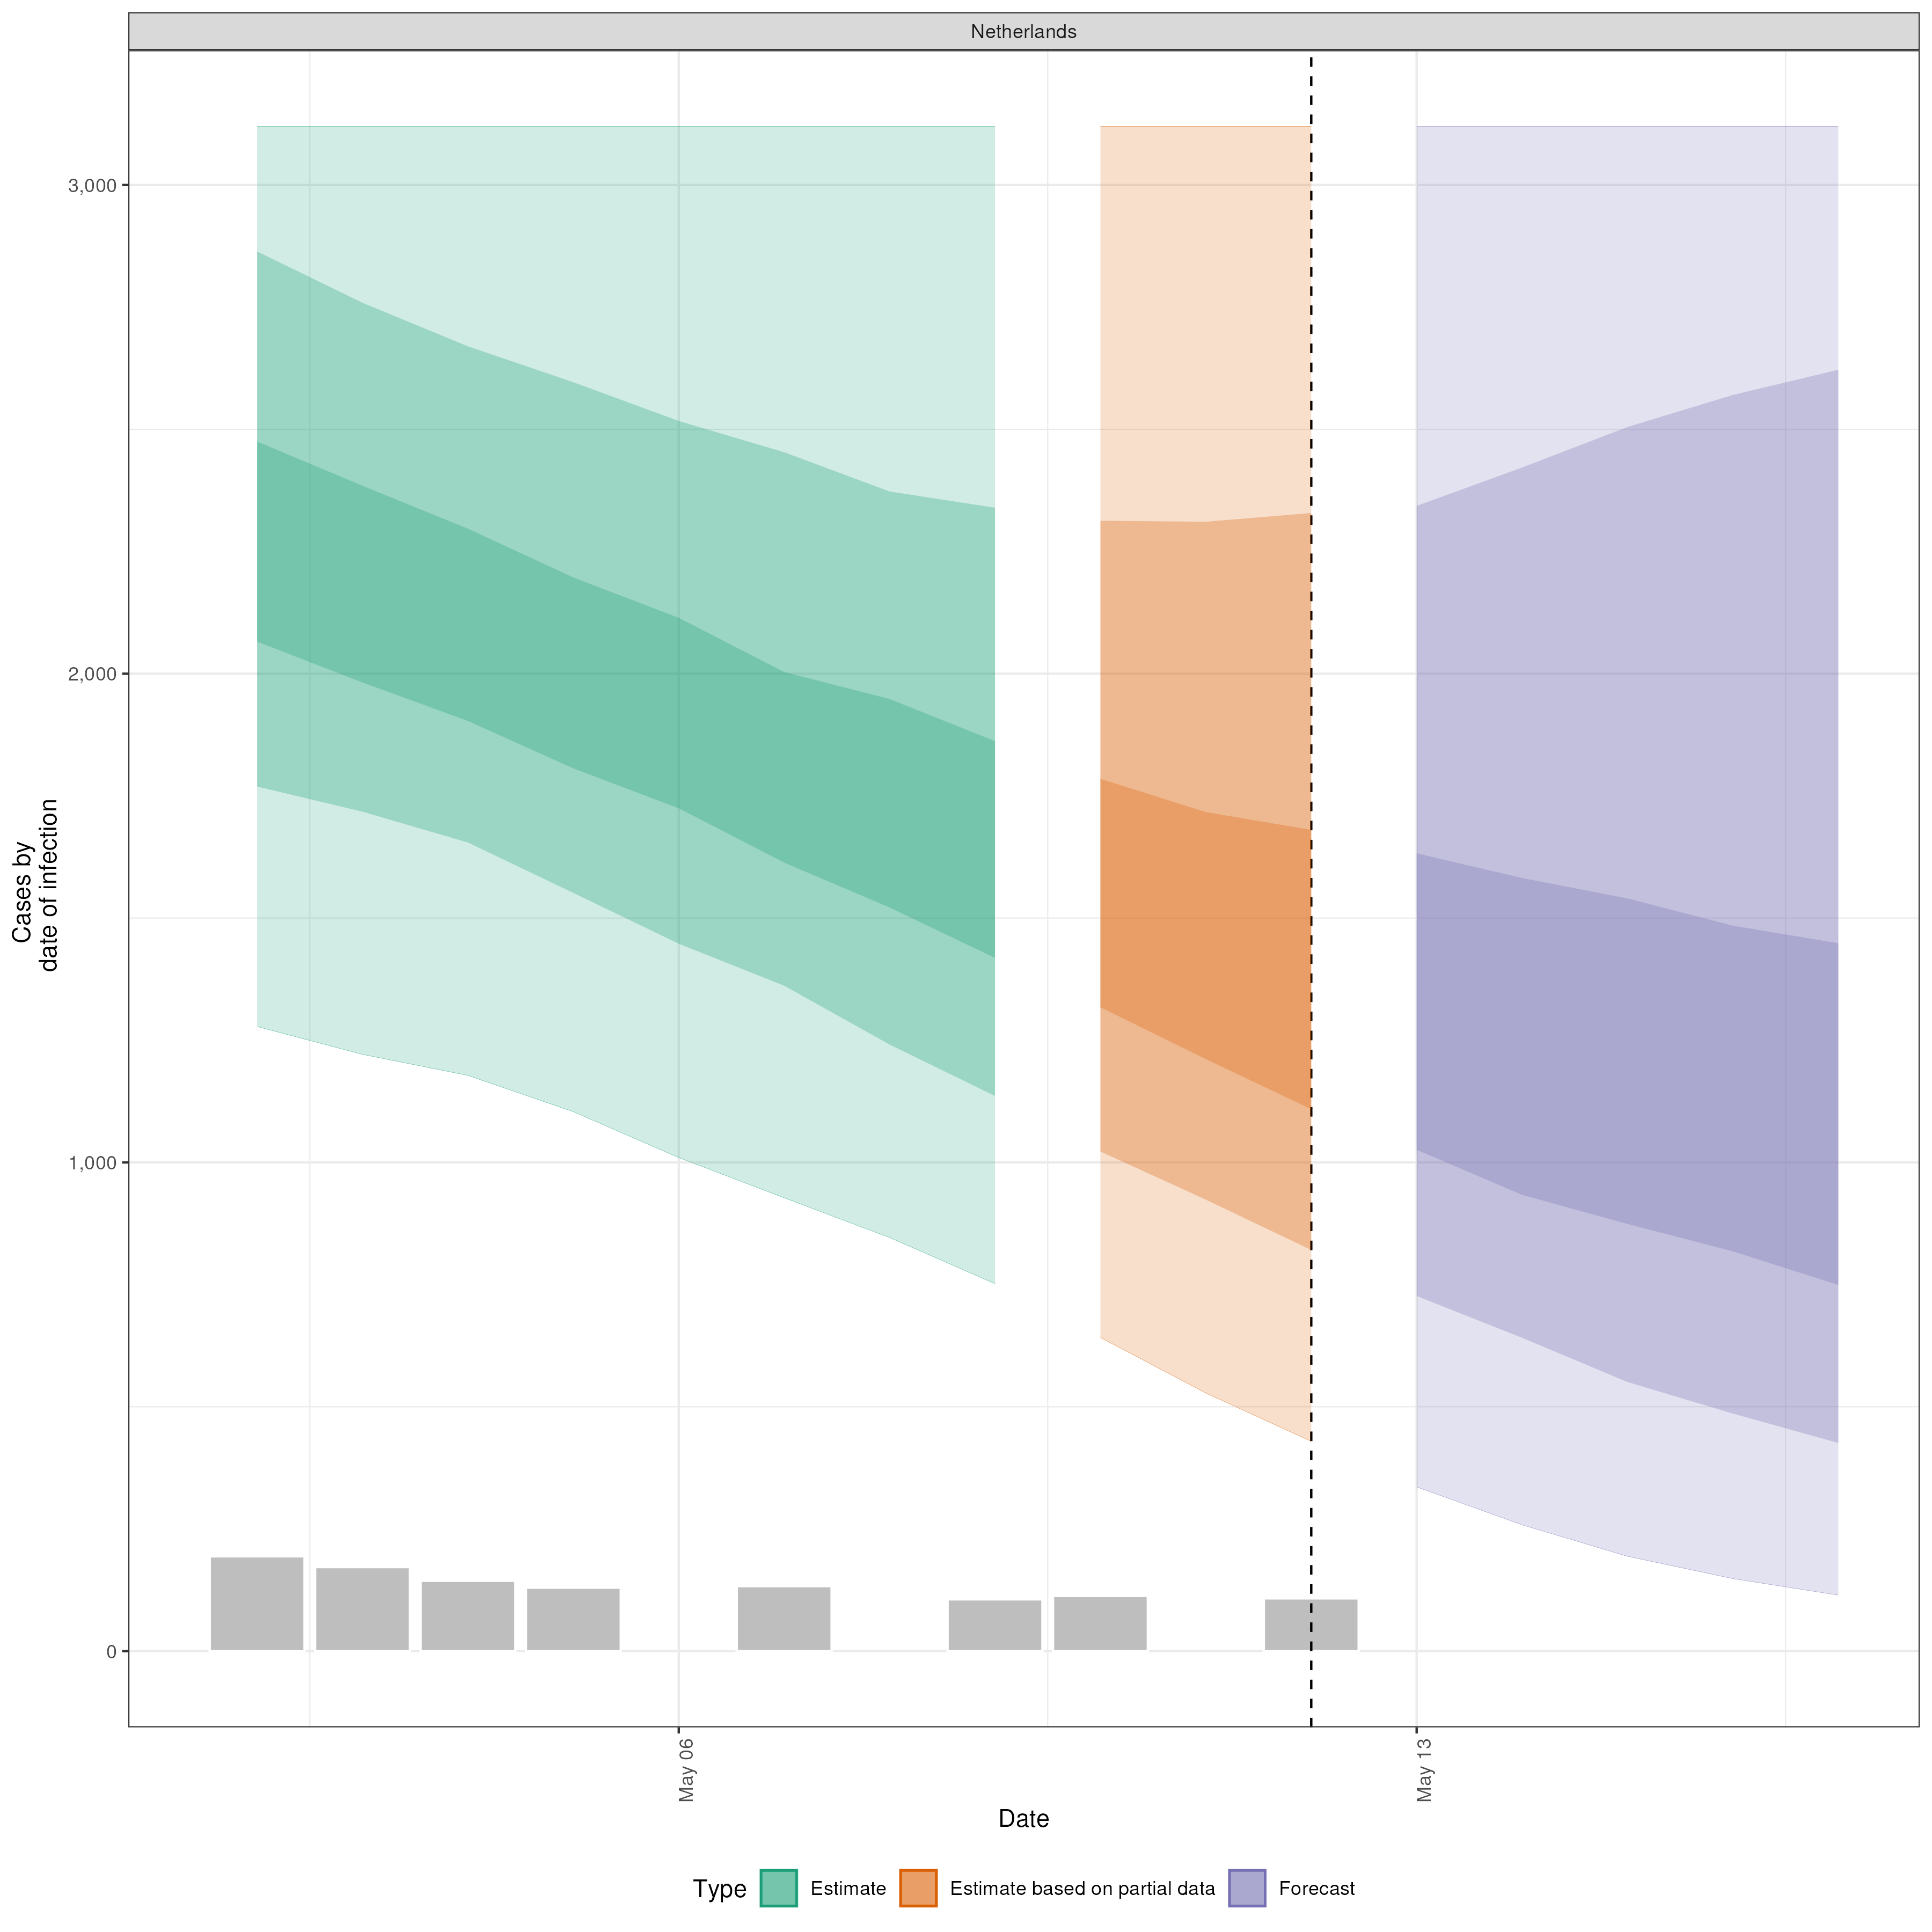 Netherlands
3,000
2,000
1,000
0
Cases by
date of infection
May 06
May 13
Date
Type
Estimate
Estimate based on partial data
Forecast